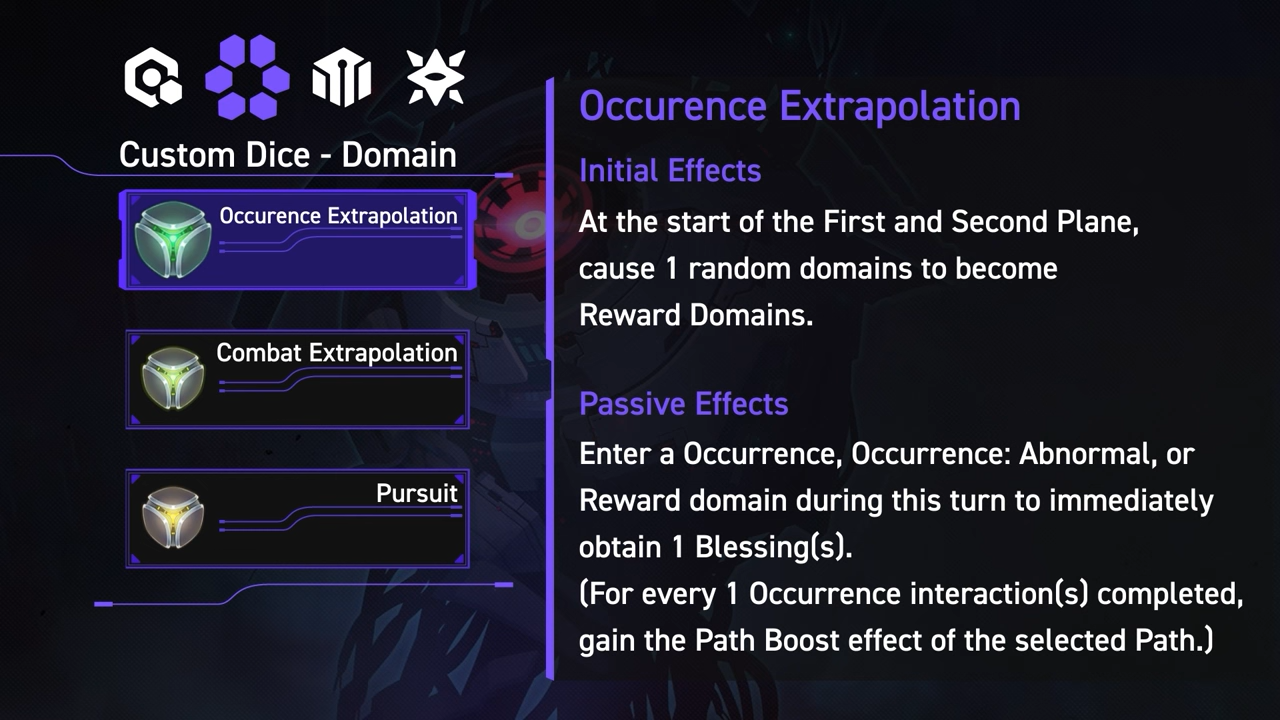 Custom Dice - Domain
Occurence Extrapolation
Combat Extrapolation
Pursuit
Occurence Extrapolation
Initial Effects
At the start of the First and Second Plane,
cause 1 random domains to become
Reward Domains.
Passive Effects
Enter a Occurrence, Occurrence: Abnormal, or
Reward domain during this turn to immediately
obtain 1 Blessing(s).
(For every 1 Occurrence interaction(s) completed,
gain the Path Boost effect of the selected Path.)